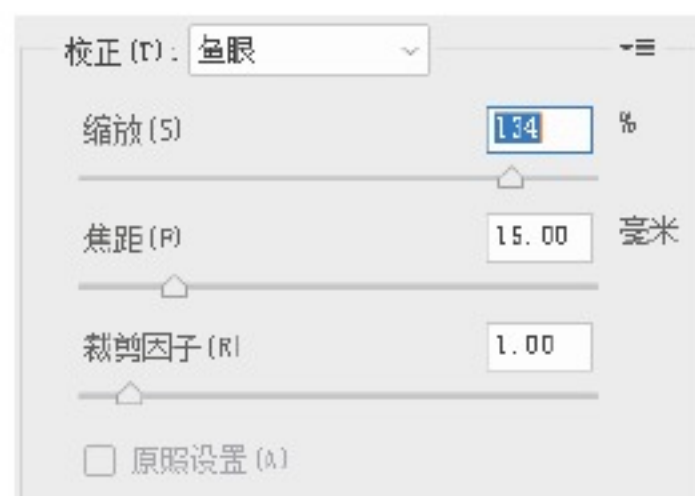 校正(T): 鱼眼
缩放(S) 134 %
焦距(F) 15.00 毫米
裁剪因子(R) 1.00
原照设置(A)